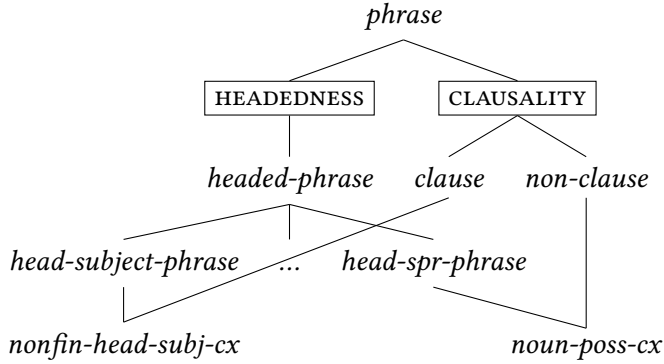 phrase
HEADEDNESS CLAUSALITY
headed-phrase clause non-clause
head-subject-phrase ... head-spr-phrase
nonfin-head-subj-cx noun-poss-cx